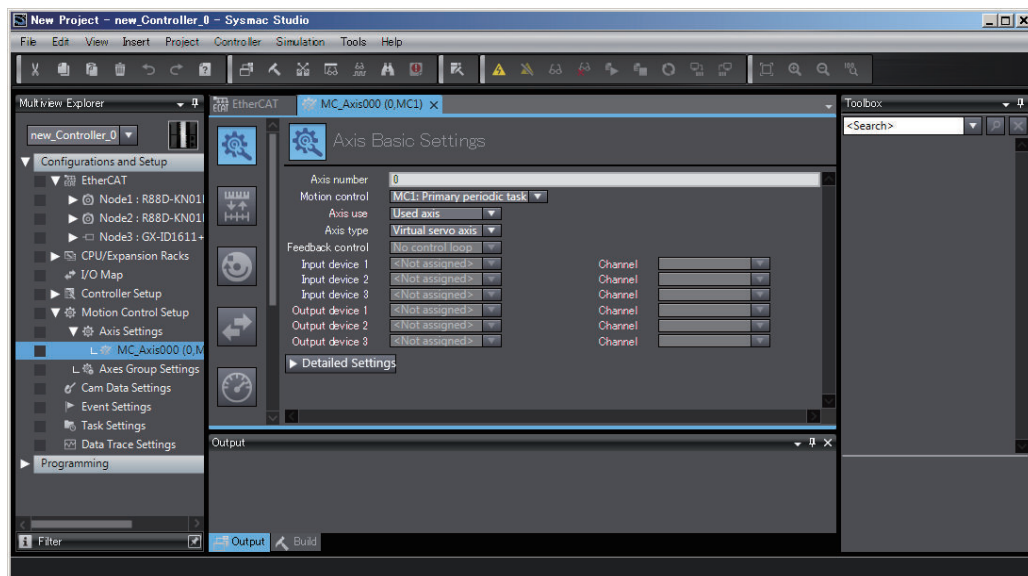 New Project - new_Controller_0 - Sysmac Studio
File Edit View Insert Project Controller Simulation Tools Help
Multiview Explorer
new_Controller_0
Configurations and Setup
EtherCAT
Node1 : R88D-KN01
Node2 : R88D-KN01
Node3 : GX-ID1611+
CPU/Expansion Racks
I/O Map
Controller Setup
Motion Control Setup
Axis Settings
MC_Axis000 (0,M
Axes Group Settings
Cam Data Settings
Event Settings
Task Settings
Data Trace Settings
Programming
Filter
EtherCAT MC_Axis000 (0,MC1)
Axis Basic Settings
Axis number 0
Motion control MC1: Primary periodic task
Axis use Used axis
Axis type Virtual servo axis
Feedback control No control loop
Input device 1 <Not assigned> Channel
Input device 2 <Not assigned> Channel
Input device 3 <Not assigned> Channel
Output device 1 <Not assigned> Channel
Output device 2 <Not assigned> Channel
Output device 3 <Not assigned> Channel
Detailed Settings
Output
Output Build
Toolbox
<Search>